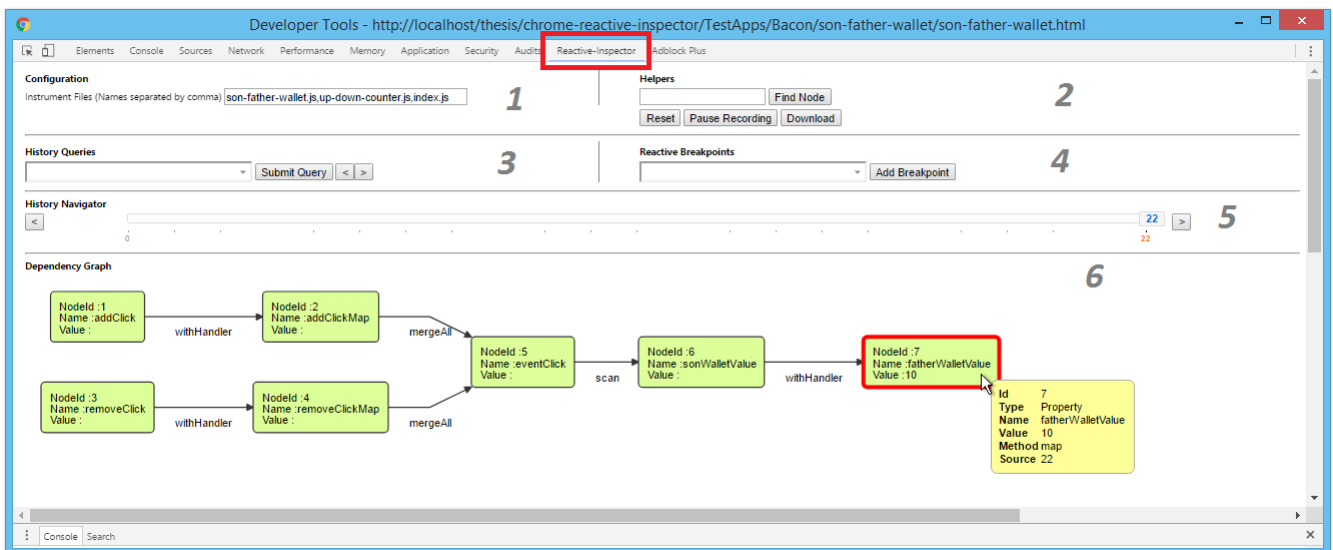 Developer Tools - http://localhost/thesis/chrome-reactive-inspector/TestApps/Bacon/son-father-wallet/son-father-wallet.html
Elements Console Sources Network Performance Memory Application Security Audits Reactive-Inspector Adblock Plus
Configuration
Instrument Files (Names separated by comma) son-father-wallet.js,up-down-counter.js,index.js
1
Helpers
Find Node
Reset Pause Recording Download
2
History Queries
Submit Query < >
3
Reactive Breakpoints
Add Breakpoint
4
History Navigator
< 22 >
0 22
5
Dependency Graph
6
NodeId :1
Name :addClick
Value :
withHandler
NodeId :2
Name :addClickMap
Value :
mergeAll
NodeId :3
Name :removeClick
Value :
withHandler
NodeId :4
Name :removeClickMap
Value :
mergeAll
NodeId :5
Name :eventClick
Value :
scan
NodeId :6
Name :sonWalletValue
Value :
withHandler
NodeId :7
Name :fatherWalletValue
Value :10
Id 7
Type Property
Name fatherWalletValue
Value 10
Method map
Source 22
Console Search